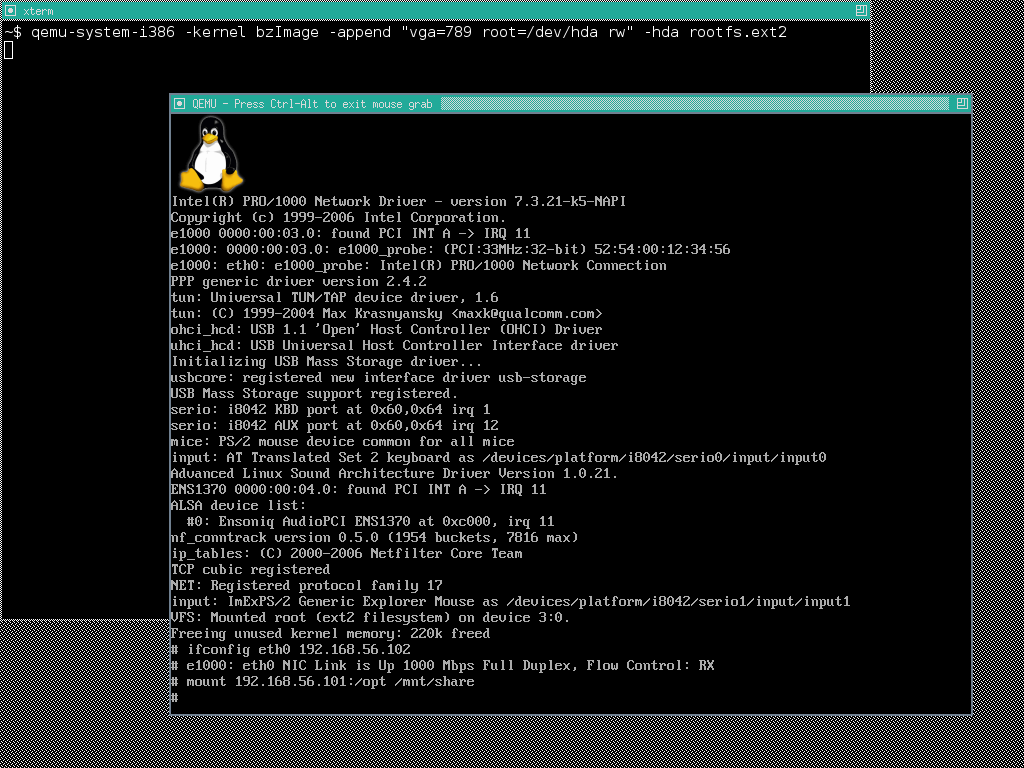 xterm
~$ qemu-system-i386 -kernel bzImage -append "vga=789 root=/dev/hda rw" -hda rootfs.ext2
QEMU - Press Ctrl-Alt to exit mouse grab
Intel(R) PRO/1000 Network Driver - version 7.3.21-k5-NAPI
Copyright (c) 1999-2006 Intel Corporation.
e1000 0000:00:03.0: found PCI INT A -> IRQ 11
e1000: 0000:00:03.0: e1000_probe: (PCI:33MHz:32-bit) 52:54:00:12:34:56
e1000: eth0: e1000_probe: Intel(R) PRO/1000 Network Connection
PPP generic driver version 2.4.2
tun: Universal TUN/TAP device driver, 1.6
tun: (C) 1999-2004 Max Krasnyansky <maxk@qualcomm.com>
ohci_hcd: USB 1.1 'Open' Host Controller (OHCI) Driver
uhci_hcd: USB Universal Host Controller Interface driver
Initializing USB Mass Storage driver...
usbcore: registered new interface driver usb-storage
USB Mass Storage support registered.
serio: i8042 KBD port at 0x60,0x64 irq 1
serio: i8042 AUX port at 0x60,0x64 irq 12
mice: PS/2 mouse device common for all mice
input: AT Translated Set 2 keyboard as /devices/platform/i8042/serio0/input/input0
Advanced Linux Sound Architecture Driver Version 1.0.21.
ENS1370 0000:00:04.0: found PCI INT A -> IRQ 11
ALSA device list:
  #0: Ensoniq AudioPCI ENS1370 at 0xc000, irq 11
nf_conntrack version 0.5.0 (1954 buckets, 7816 max)
ip_tables: (C) 2000-2006 Netfilter Core Team
TCP cubic registered
NET: Registered protocol family 17
input: ImExPS/2 Generic Explorer Mouse as /devices/platform/i8042/serio1/input/input1
VFS: Mounted root (ext2 filesystem) on device 3:0.
Freeing unused kernel memory: 220k freed
# ifconfig eth0 192.168.56.102
# e1000: eth0 NIC Link is Up 1000 Mbps Full Duplex, Flow Control: RX
# mount 192.168.56.101:/opt /mnt/share
#